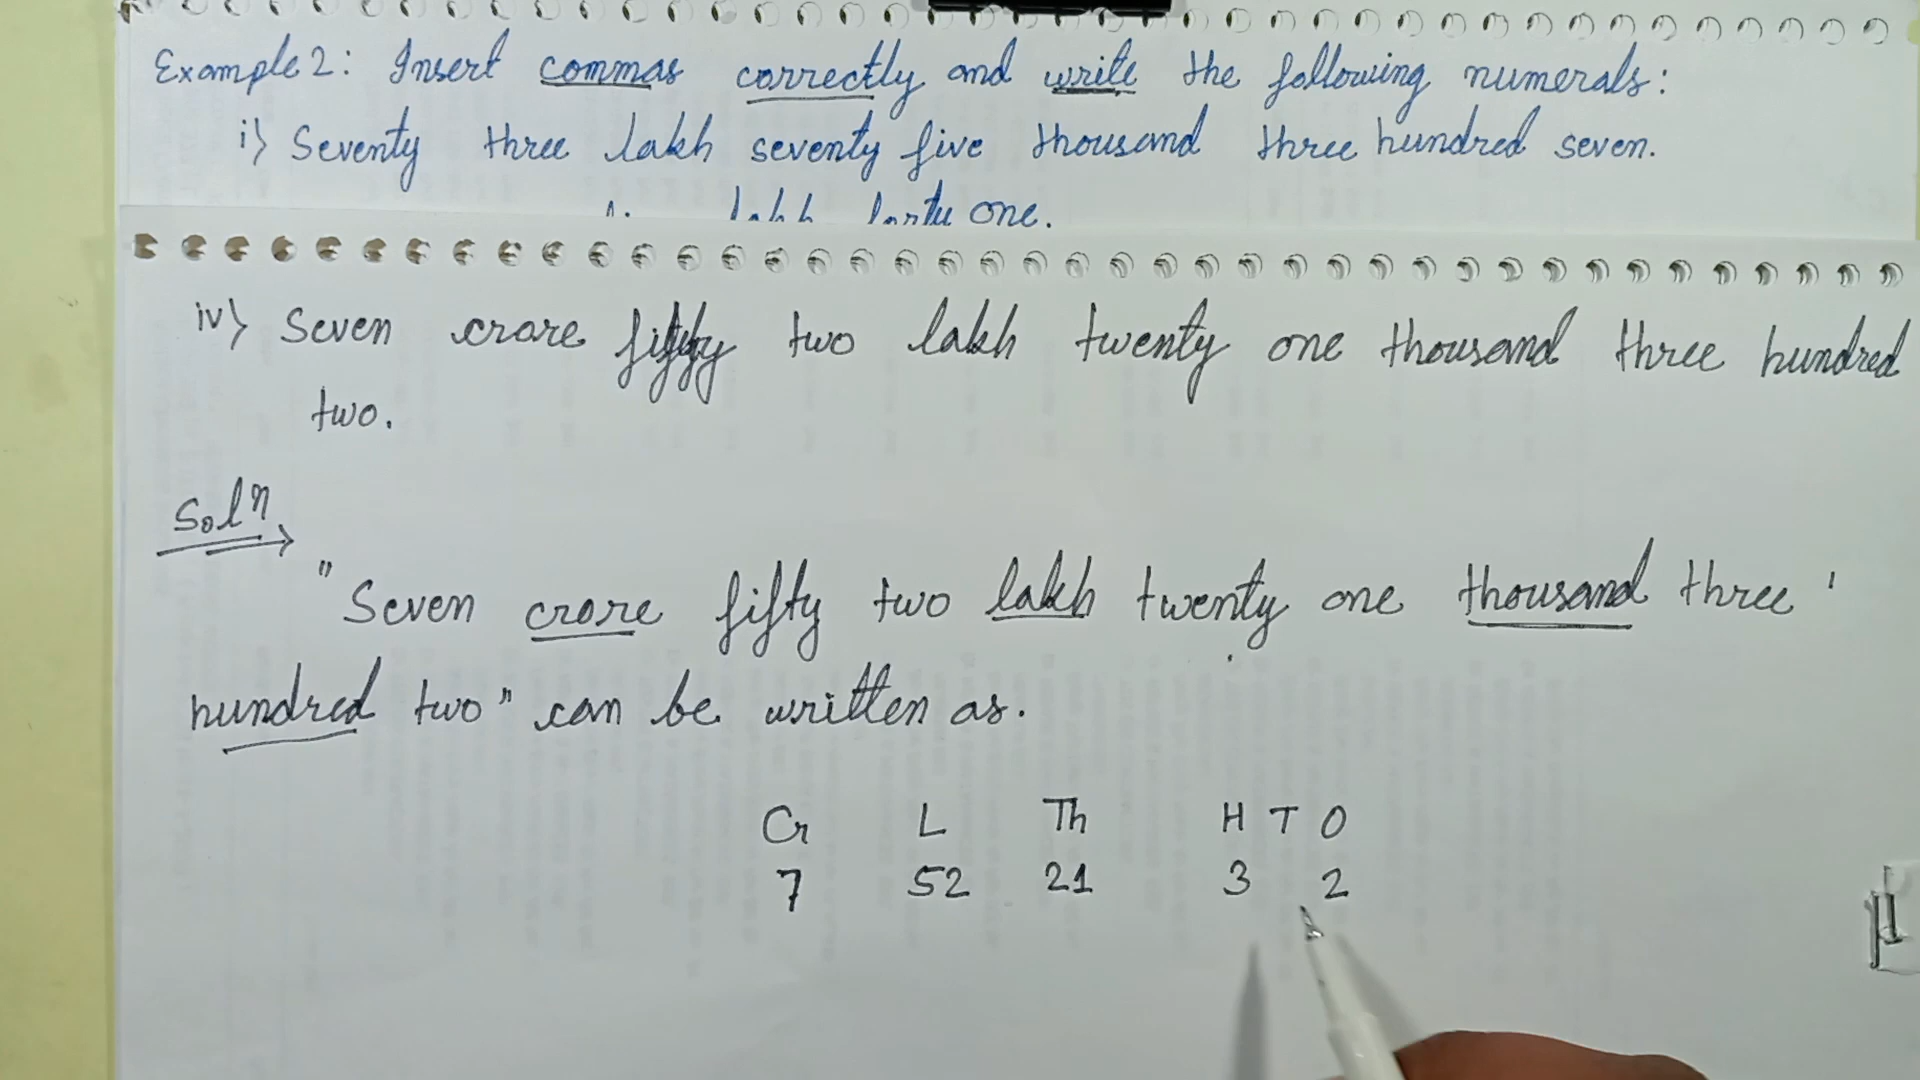 Example 2: Insert commas correctly and write the following numerals:
i) Seventy three lakh seventy five thousand three hundred seven.
lakh forty one.
iv) Seven crore fifty two lakh twenty one thousand three hundred
two.
Solⁿ
"Seven crore fifty two lakh twenty one thousand three
hundred two" can be written as.
Cr L Th H T O
7 52 21 3 2